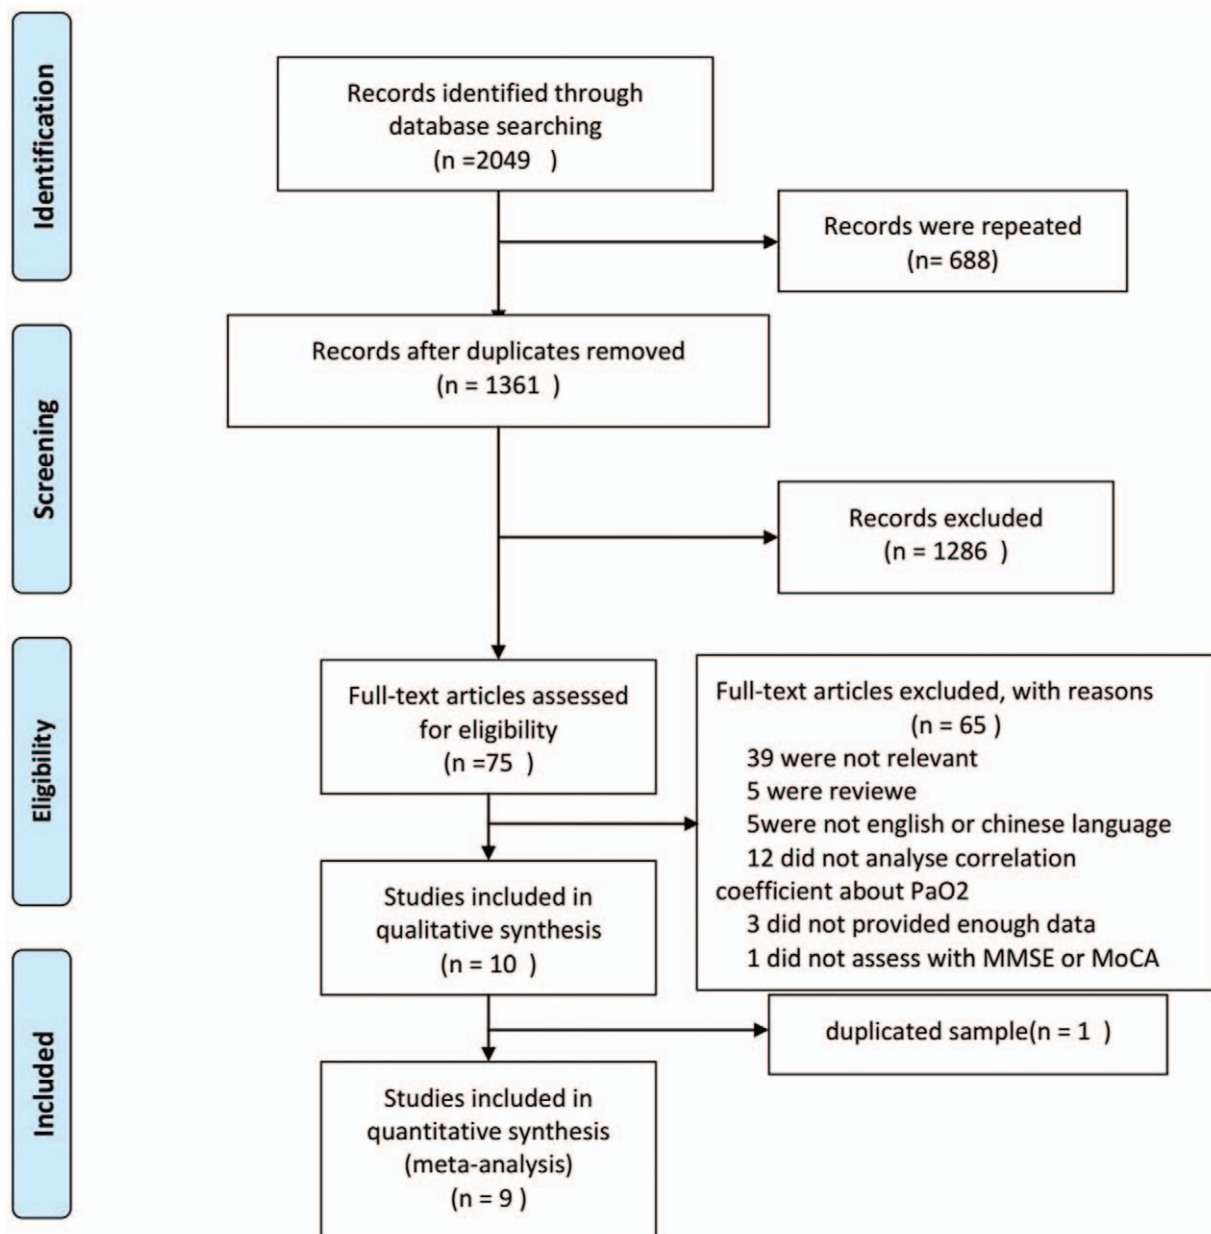 Identification
Records identified through
database searching
(n =2049 )
Records were repeated
(n= 688)
Screening
Records after duplicates removed
(n = 1361 )
Records excluded
(n = 1286 )
Eligibility
Full-text articles assessed
for eligibility
(n =75 )
Full-text articles excluded, with reasons
(n = 65 )
39 were not relevant
5 were reviewe
5were not english or chinese language
12 did not analyse correlation
coefficient about PaO2
3 did not provided enough data
1 did not assess with MMSE or MoCA
Studies included in
qualitative synthesis
(n = 10 )
Included
duplicated sample(n = 1 )
Studies included in
quantitative synthesis
(meta-analysis)
(n = 9 )